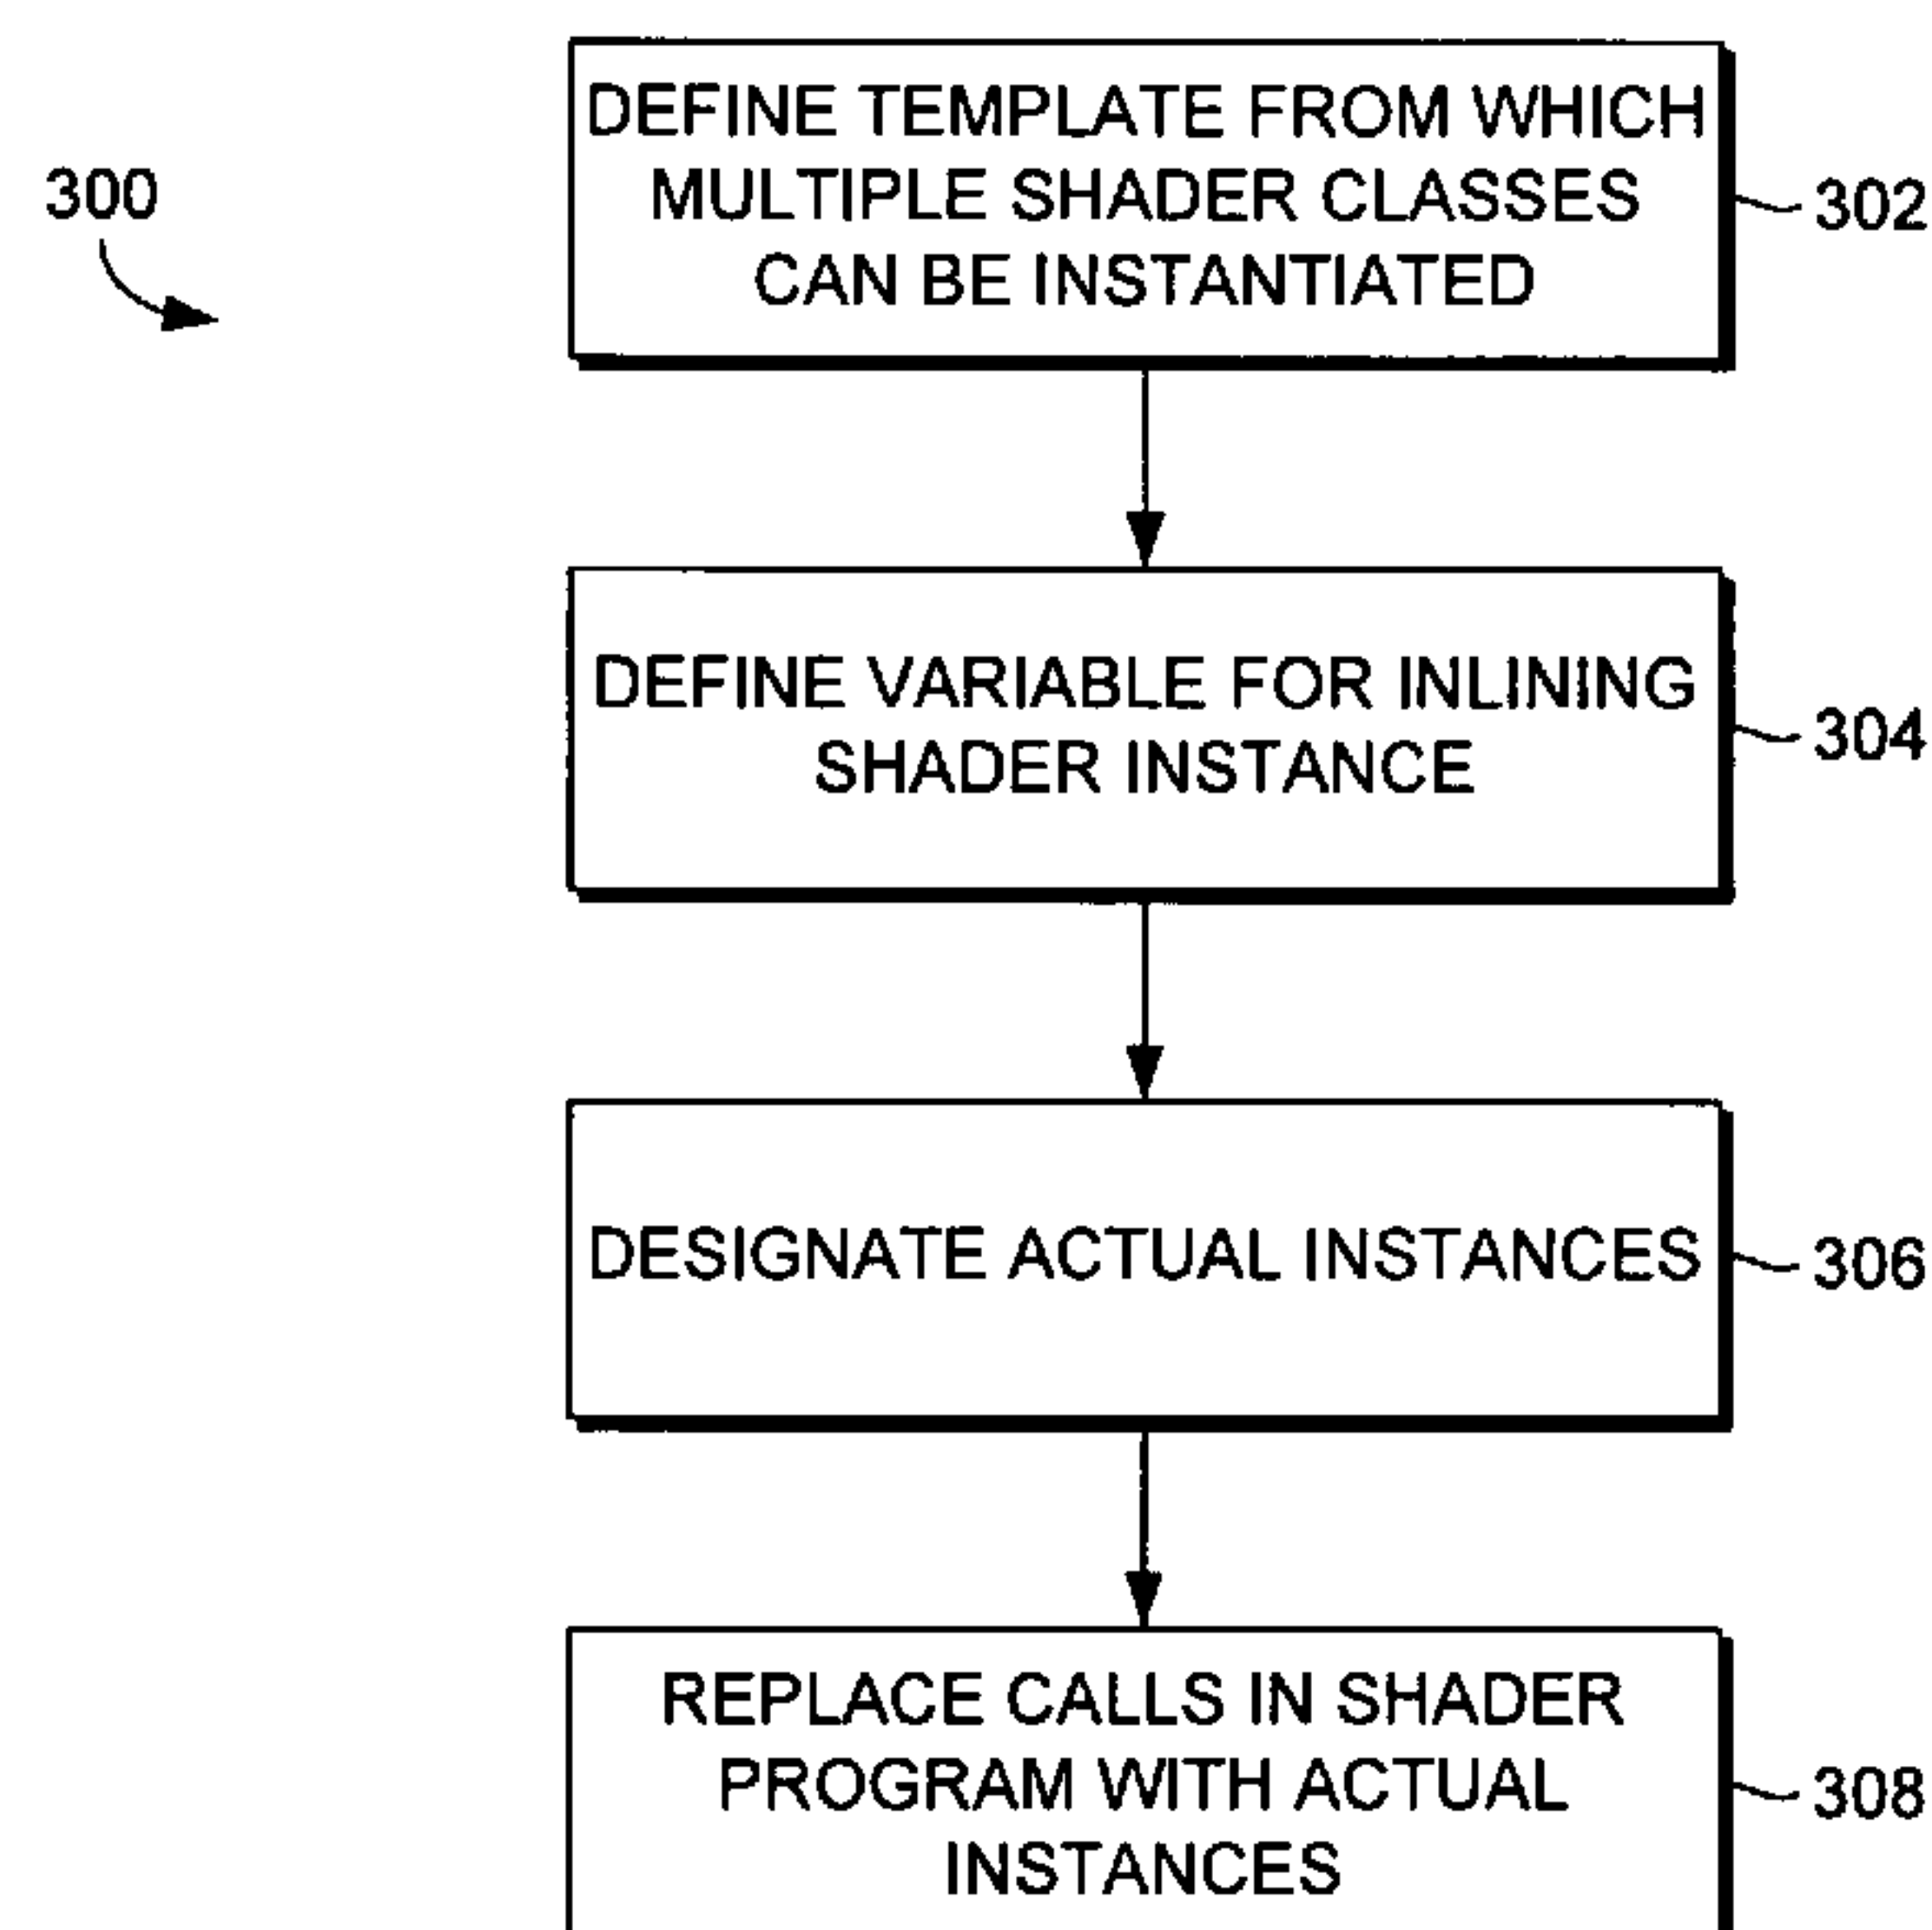 300
DEFINE TEMPLATE FROM WHICH
MULTIPLE SHADER CLASSES
CAN BE INSTANTIATED
302
DEFINE VARIABLE FOR INLINING
SHADER INSTANCE
304
DESIGNATE ACTUAL INSTANCES
306
REPLACE CALLS IN SHADER
PROGRAM WITH ACTUAL
INSTANCES
308